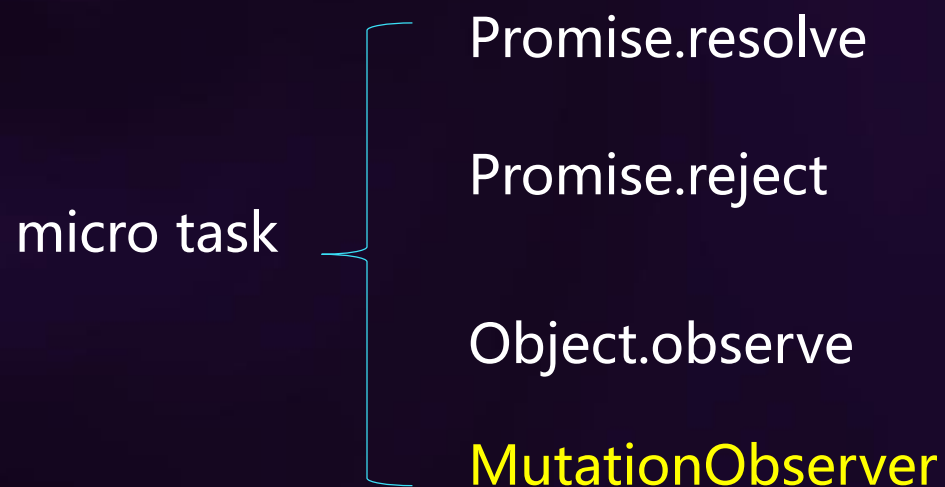 micro task
Promise.resolve
Promise.reject
Object.observe
MutationObserver